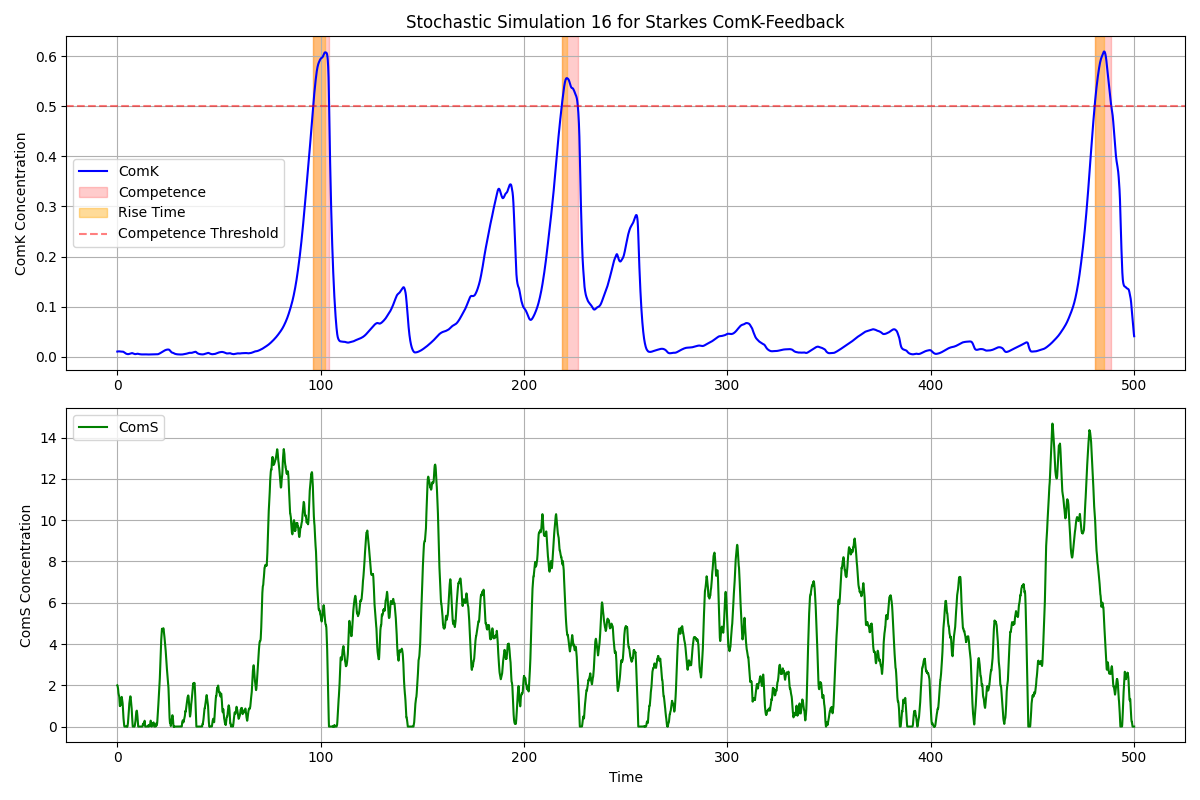 Stochastic Simulation 16 for Starkes ComK-Feedback
ComK Concentration
0.6
0.5
0.4
0.3
0.2
0.1
0.0
ComK
Competence
Rise Time
Competence Threshold
0 100 200 300 400 500
ComS Concentration
14
12
10
8
6
4
2
0
ComS
0 100 200 300 400 500
Time